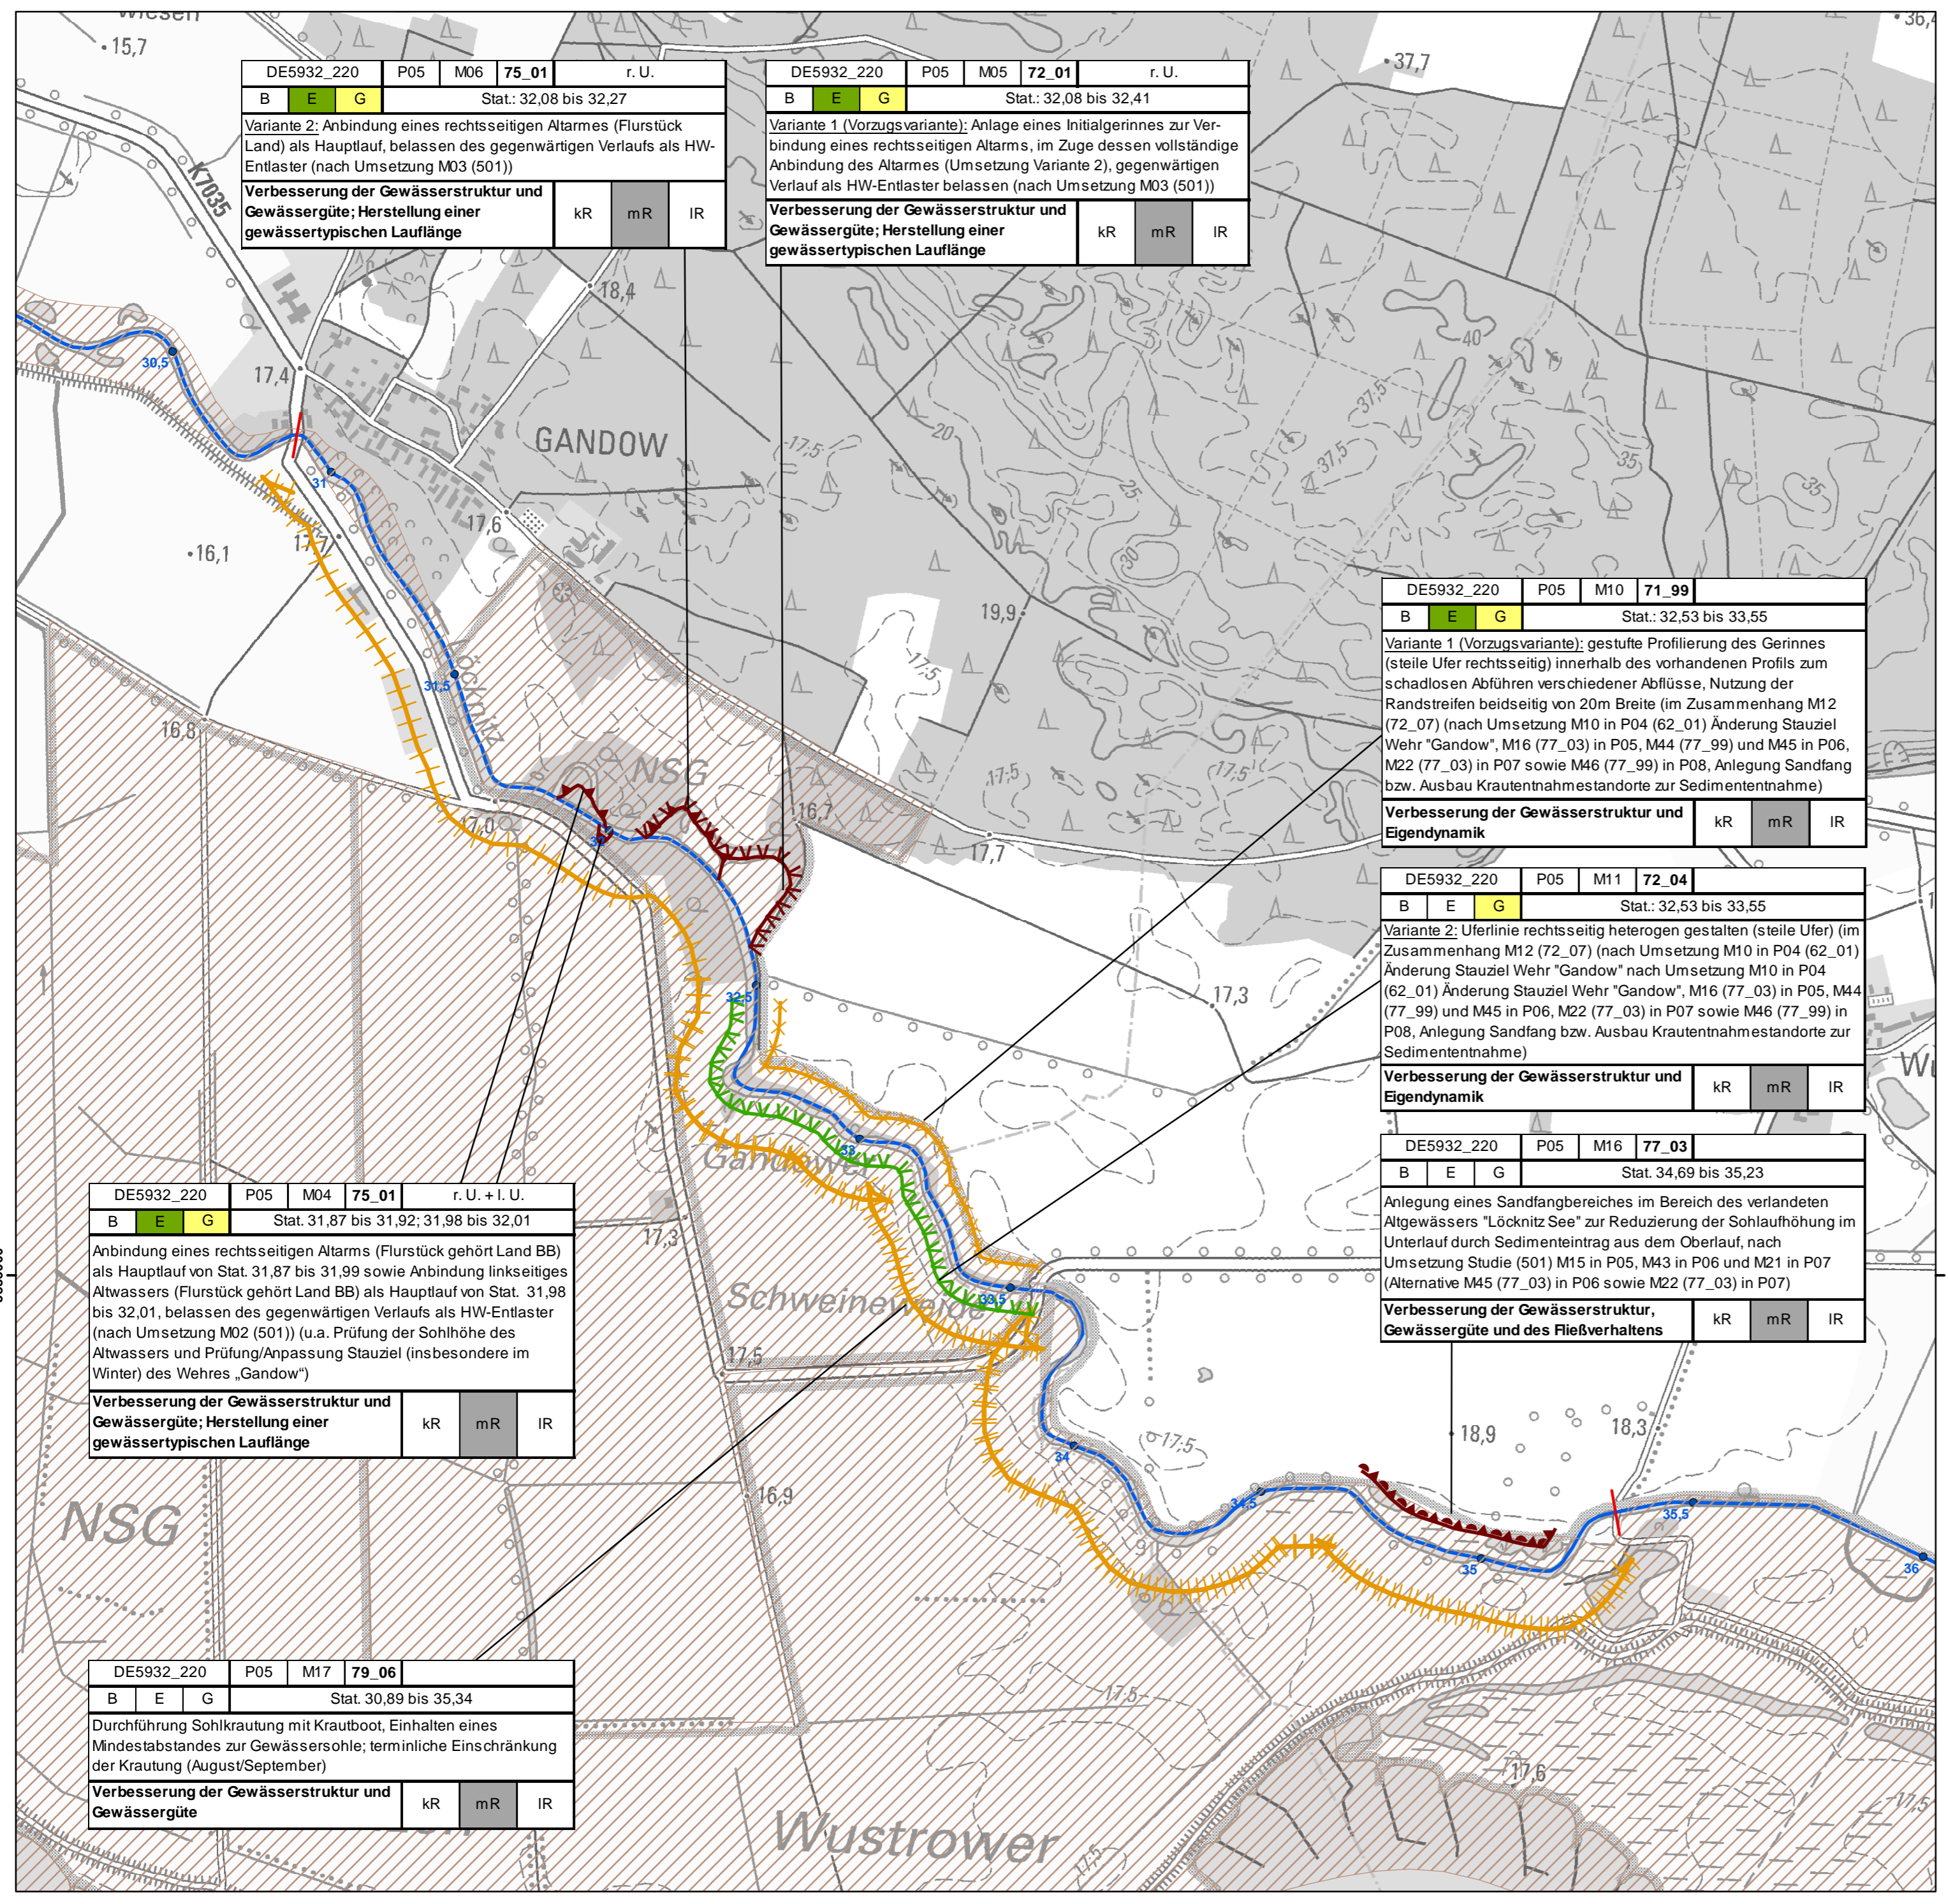 Wiesen
15,7
37,7
36,4
DE5932_220 P05 M06 75_01 r. U.
B E G Stat.: 32,08 bis 32,27
Variante 2: Anbindung eines rechtsseitigen Altarmes (Flurstück
Land) als Hauptlauf, belassen des gegenwärtigen Verlaufs als HW-
Entlaster (nach Umsetzung M03 (501))
Verbesserung der Gewässerstruktur und
Gewässergüte; Herstellung einer
gewässertypischen Lauflänge
kR mR lR
DE5932_220 P05 M05 72_01 r. U.
B E G Stat.: 32,08 bis 32,41
Variante 1 (Vorzugsvariante): Anlage eines Initialgerinnes zur Ver-
bindung eines rechtsseitigen Altarms, im Zuge dessen vollständige
Anbindung des Altarmes (Umsetzung Variante 2), gegenwärtigen
Verlauf als HW-Entlaster belassen (nach Umsetzung M03 (501))
Verbesserung der Gewässerstruktur und
Gewässergüte; Herstellung einer
gewässertypischen Lauflänge
kR mR lR
K7035
18,4
30,5
17,4
40
37,5
20
GANDOW
17,5
37,5
35
31
25
35
17,6
17,7
16,1
30
19,9
17,5
DE5932_220 P05 M10 71_99
B E G Stat.: 32,53 bis 33,55
Variante 1 (Vorzugsvariante): gestufte Profilierung des Gerinnes
(steile Ufer rechtsseitig) innerhalb des vorhandenen Profils zum
schadlosen Abführen verschiedener Abflüsse, Nutzung der
Randstreifen beidseitig von 20m Breite (im Zusammenhang M12
(72_07) (nach Umsetzung M10 in P04 (62_01) Änderung Stauziel
Wehr "Gandow", M16 (77_03) in P05, M44 (77_99) und M45 in P06,
M22 (77_03) in P07 sowie M46 (77_99) in P08, Anlegung Sandfang
bzw. Ausbau Krautentnahmestandorte zur Sedimententnahme)
Verbesserung der Gewässerstruktur und
Eigendynamik
kR mR lR
31,5
Löcknitz
16,8
NSG
17,5
17,5
17,0
16,7
32
17,7
DE5932_220 P05 M11 72_04
B E G Stat.: 32,53 bis 33,55
Variante 2: Uferlinie rechtsseitig heterogen gestalten (steile Ufer) (im
Zusammenhang M12 (72_07) (nach Umsetzung M10 in P04 (62_01)
Änderung Stauziel Wehr "Gandow" nach Umsetzung M10 in P04
(62_01) Änderung Stauziel Wehr "Gandow", M16 (77_03) in P05, M44
(77_99) und M45 in P06, M22 (77_03) in P07 sowie M46 (77_99) in
P08, Anlegung Sandfang bzw. Ausbau Krautentnahmestandorte zur
Sedimententnahme)
Verbesserung der Gewässerstruktur und
Eigendynamik
kR mR lR
32,5
17,3
33
Gandower
DE5932_220 P05 M16 77_03
B E G Stat. 34,69 bis 35,23
Anlegung eines Sandfangbereiches im Bereich des verlandeten
Altgewässers "Löcknitz See" zur Reduzierung der Sohlaufhöhung im
Unterlauf durch Sedimenteintrag aus dem Oberlauf, nach
Umsetzung Studie (501) M15 in P05, M43 in P06 und M21 in P07
(Alternative M45 (77_03) in P06 sowie M22 (77_03) in P07)
Verbesserung der Gewässerstruktur,
Gewässergüte und des Fließverhaltens
kR mR lR
DE5932_220 P05 M04 75_01 r. U. + l. U.
B E G Stat. 31,87 bis 31,92; 31,98 bis 32,01
Anbindung eines rechtsseitigen Altarms (Flurstück gehört Land BB)
als Hauptlauf von Stat. 31,87 bis 31,99 sowie Anbindung linkseitiges
Altwassers (Flurstück gehört Land BB) als Hauptlauf von Stat. 31,98
bis 32,01, belassen des gegenwärtigen Verlaufs als HW-Entlaster
(nach Umsetzung M02 (501)) (u.a. Prüfung der Sohlhöhe des
Altwassers und Prüfung/Anpassung Stauziel (insbesondere im
Winter) des Wehres „Gandow“)
Verbesserung der Gewässerstruktur und
Gewässergüte; Herstellung einer
gewässertypischen Lauflänge
kR mR lR
17,3
Schweineweide
33,5
17,5
18,9
18,3
17,5
34
16,9
NSG
34,5
35,5
35
36
DE5932_220 P05 M17 79_06
B E G Stat. 30,89 bis 35,34
Durchführung Sohlkrautung mit Krautboot, Einhalten eines
Mindestabstandes zur Gewässersohle; terminliche Einschränkung
der Krautung (August/September)
Verbesserung der Gewässerstruktur und
Gewässergüte
kR mR lR
17,5
17,6
17,5
Wustrower
17,5